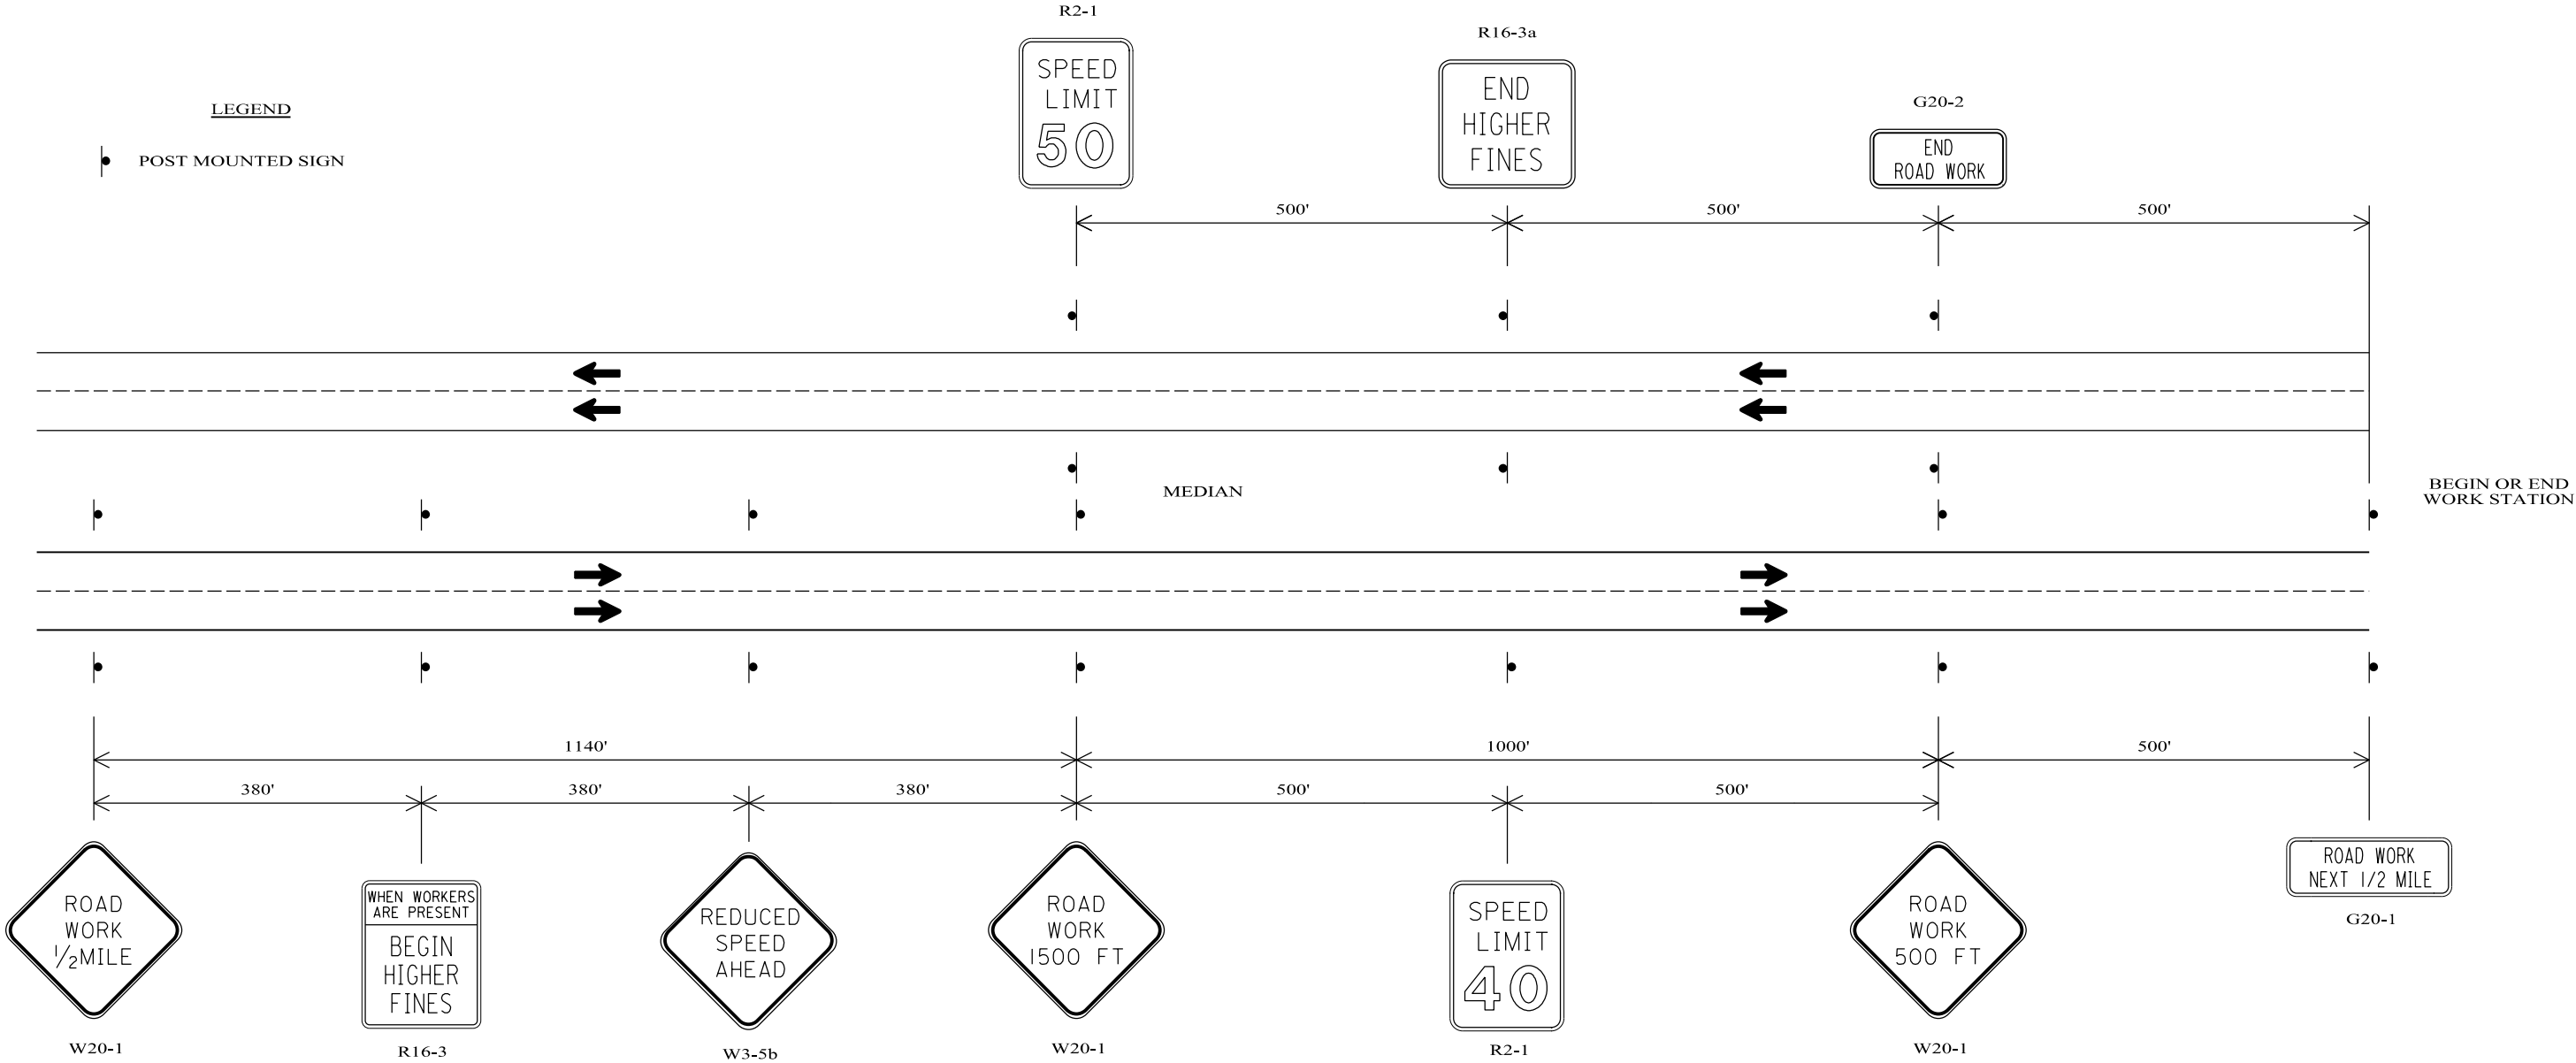 R2-1
SPEED
LIMIT
50
R16-3a
END
HIGHER
FINES
G20-2
END
ROAD WORK
LEGEND
POST MOUNTED SIGN
500'
500'
500'
MEDIAN
BEGIN OR END
WORK STATION
1140'
1000'
500'
380'
380'
380'
500'
500'
ROAD
WORK
1/2MILE
W20-1
WHEN WORKERS
ARE PRESENT
BEGIN
HIGHER
FINES
R16-3
REDUCED
SPEED
AHEAD
W3-5b
ROAD
WORK
1500 FT
W20-1
SPEED
LIMIT
40
R2-1
ROAD
WORK
500 FT
W20-1
ROAD WORK
NEXT 1/2 MILE
G20-1